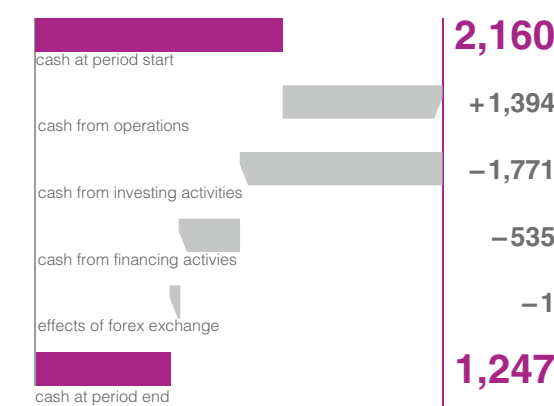 2,160
cash at period start
+1,394
cash from operations
−1,771
cash from investing activities
−535
cash from financing activies
−1
effects of forex exchange
1,247
cash at period end